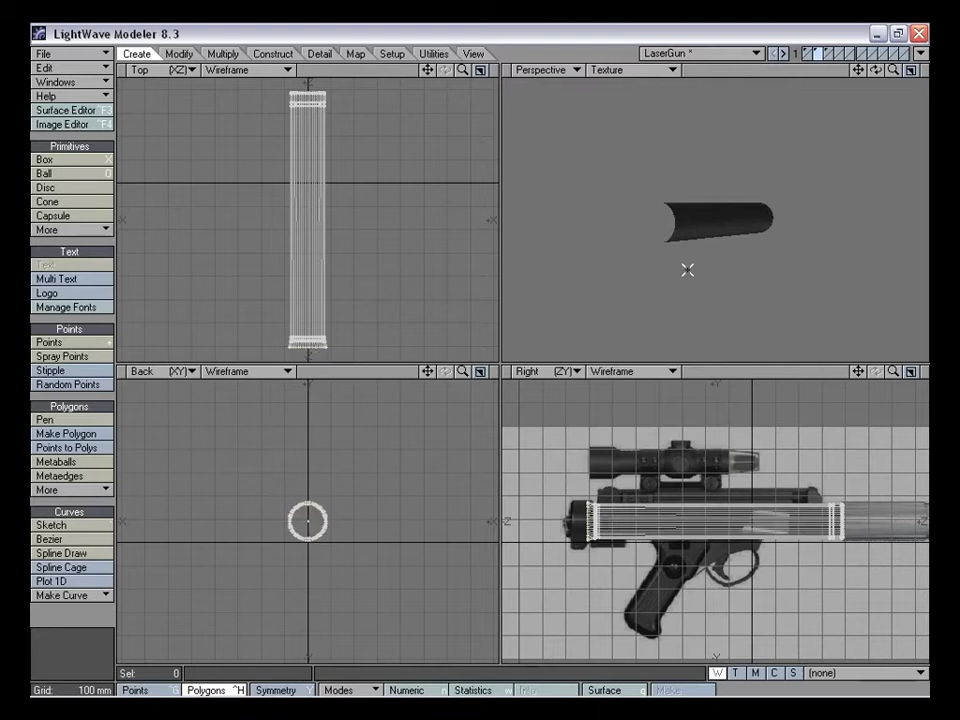 LightWave Modeler 8.3
File
Create Modify Multiply Construct Detail Map Setup Utilities View
LaserGun *
1
Edit
Top (XZ) Wireframe
Perspective Texture
Windows
Help
Surface Editor F3
Image Editor ^F4
Primitives
Box X
Ball O
Disc
Cone
Capsule
More
Text
Text
Multi Text
Logo
Manage Fonts
Points
Points +
Spray Points
Stipple
Random Points
Back (XY) Wireframe
Right (ZY) Wireframe
Polygons
Pen
Make Polygon
Points to Polys
Metaballs
Metaedges
More
Curves
Sketch
Bezier
Spline Draw
Spline Cage
Plot 1D
Make Curve
Sel: 0
W T M C S (none)
Grid: 100 mm
Points ^G Polygons ^H Symmetry Y Modes Numeric n Statistics w Info Surface q Make